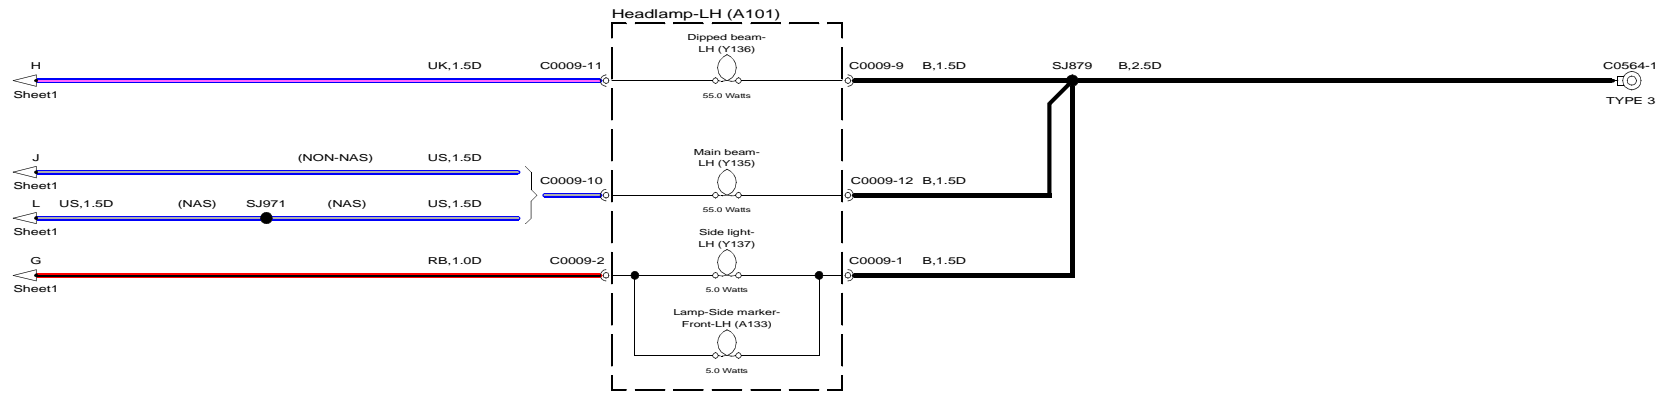 Headlamp-LH (A101)
Dipped beam-
LH (Y136)
H UK,1.5D C0009-11 C0009-9 B,1.5D SJ879 B,2.5D C0564-1
Sheet1 55.0 Watts TYPE 3
Main beam-
LH (Y135)
J (NON-NAS) US,1.5D
Sheet1 C0009-10 C0009-12 B,1.5D
L US,1.5D (NAS) SJ971 (NAS) US,1.5D
55.0 Watts
Sheet1
Side light-
LH (Y137)
G RB,1.0D C0009-2 C0009-1 B,1.5D
Sheet1 5.0 Watts
Lamp-Side marker-
Front-LH (A133)
5.0 Watts